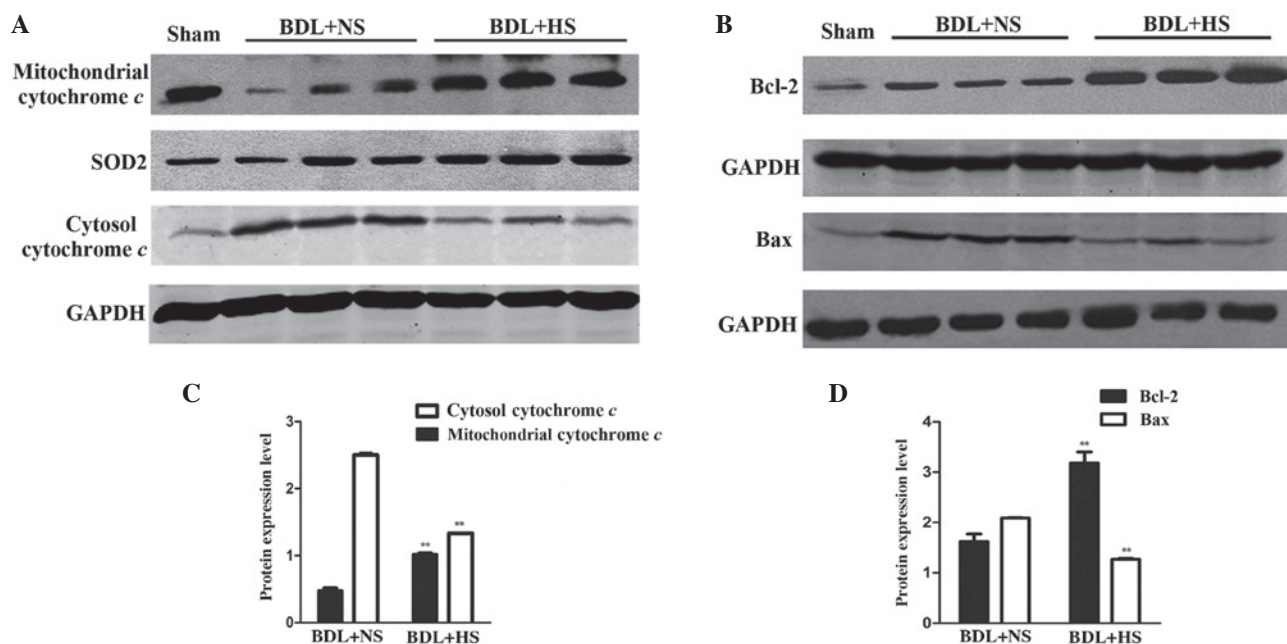 A
Sham BDL+NS BDL+HS
Mitochondrial
cytochrome c
SOD2
Cytosol
cytochrome c
GAPDH
B
Sham BDL+NS BDL+HS
Bcl-2
GAPDH
Bax
GAPDH
C
Cytosol cytochrome c
Mitochondrial cytochrome c
Protein expression level
3
2
1
0
** **
BDL+NS BDL+HS
D
Bcl-2
Bax
Protein expression level
4
3
2
1
0
** **
BDL+NS BDL+HS